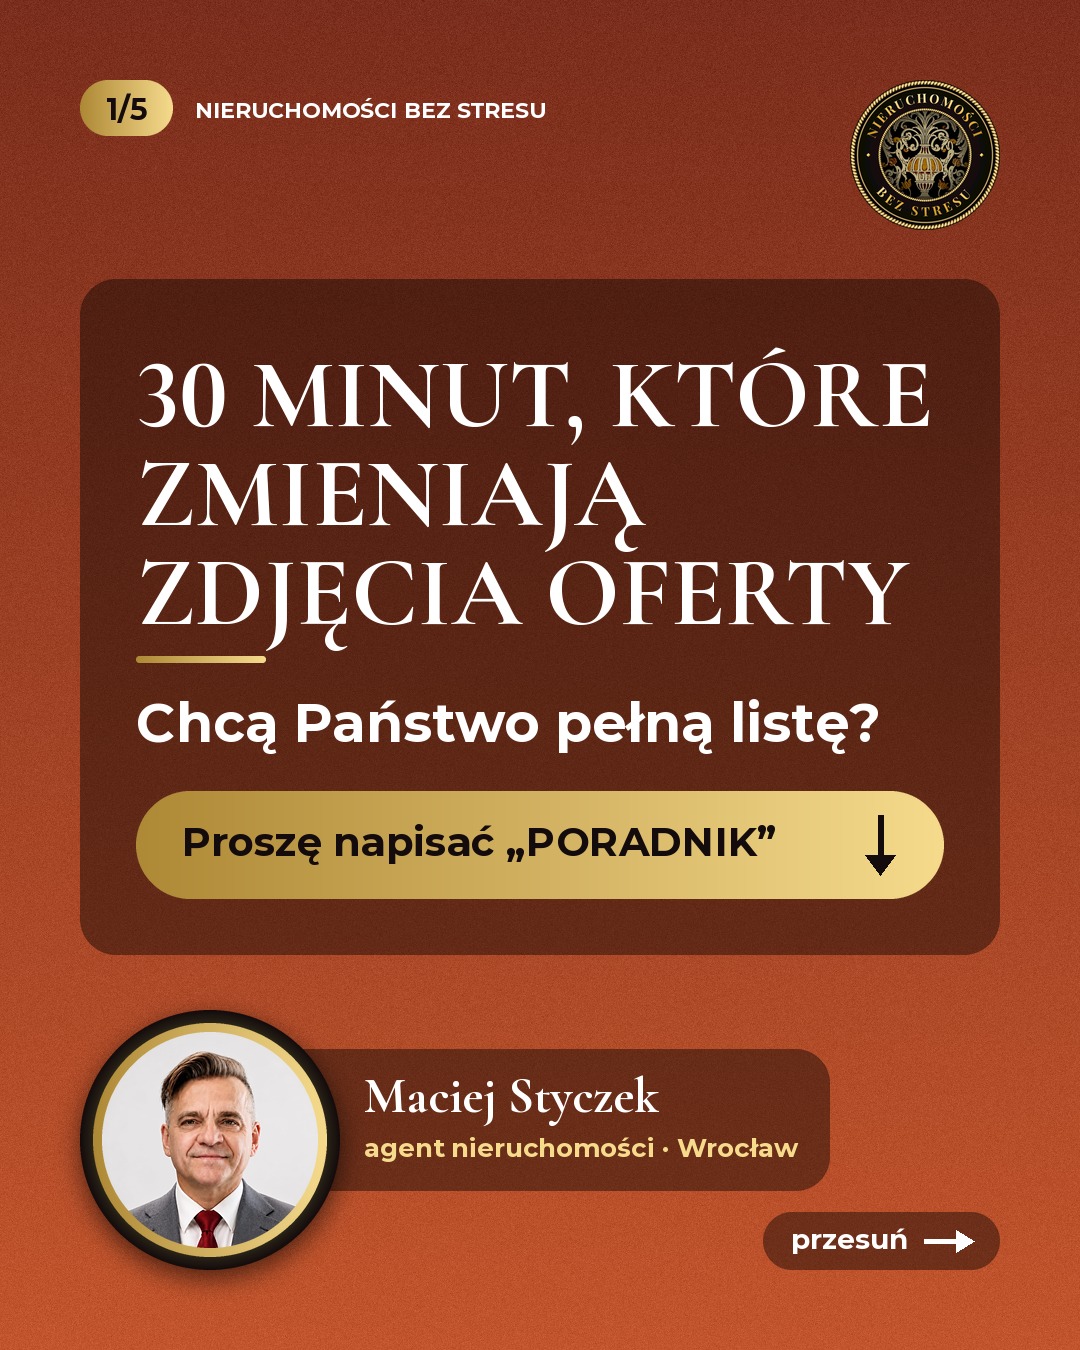 1/5 NIERUCHOMOŚCI BEZ STRESU
NIERUCHOMOŚCI
BEZ STRESU
30 MINUT, KTÓRE
ZMIENIAJĄ
ZDJĘCIA OFERTY
Chcą Państwo pełną listę?
Proszę napisać „PORADNIK”
Maciej Styczek
agent nieruchomości · Wrocław
przesuń